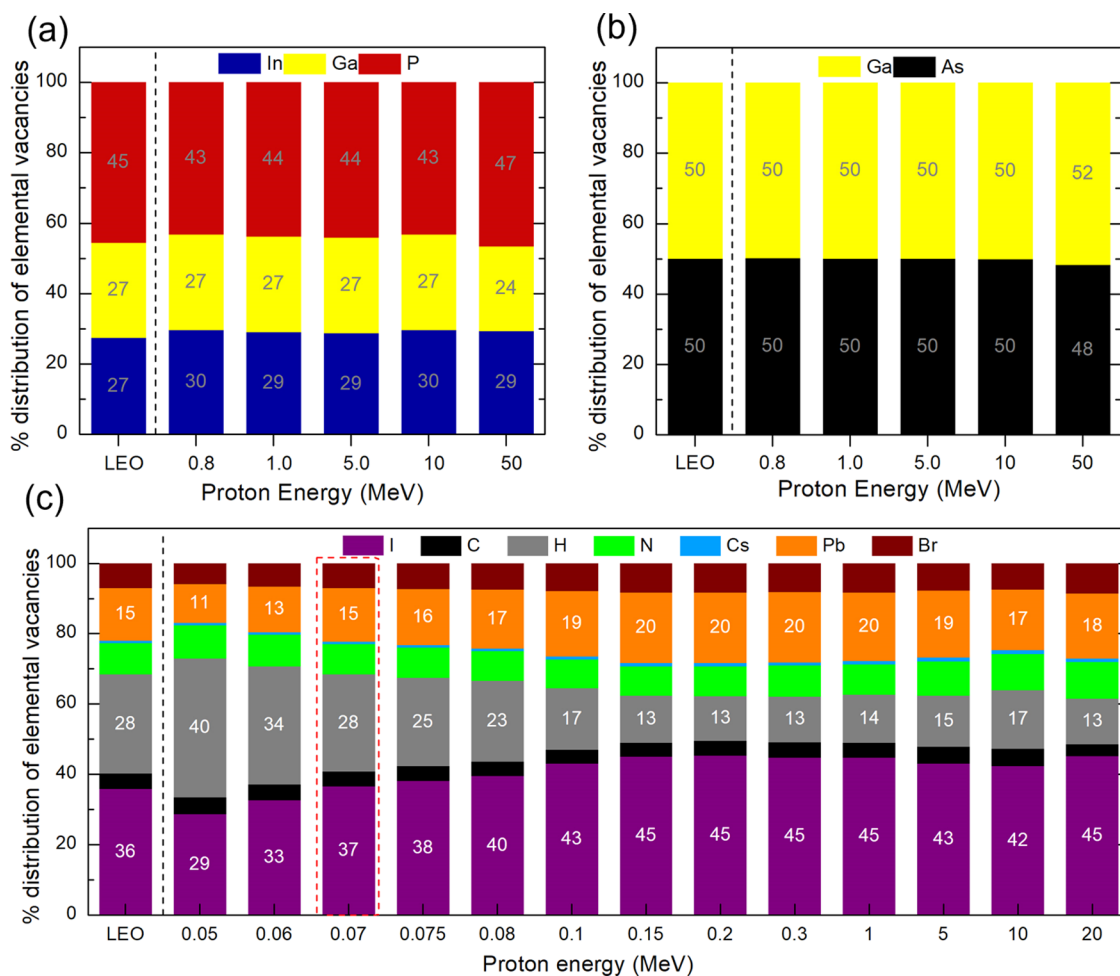 (a)
In Ga P
% distribution of elemental vacancies
100
80
60
40
20
0
45 43 44 44 43 47
27 27 27 27 27 24
27 30 29 29 30 29
LEO 0.8 1.0 5.0 10 50
Proton Energy (MeV)
(b)
Ga As
% distribution of elemental vacancies
100
80
60
40
20
0
50 50 50 50 50 52
50 50 50 50 50 48
LEO 0.8 1.0 5.0 10 50
Proton Energy (MeV)
(c)
I C H N Cs Pb Br
% distribution of elemental vacancies
100
80
60
40
20
0
15 11 13 15 16 17 19 20 20 20 20 19 17 18
28 40 34 28 25 23 17 13 13 13 14 15 17 13
36 29 33 37 38 40 43 45 45 45 45 43 42 45
LEO 0.05 0.06 0.07 0.075 0.08 0.1 0.15 0.2 0.3 1 5 10 20
Proton energy (MeV)